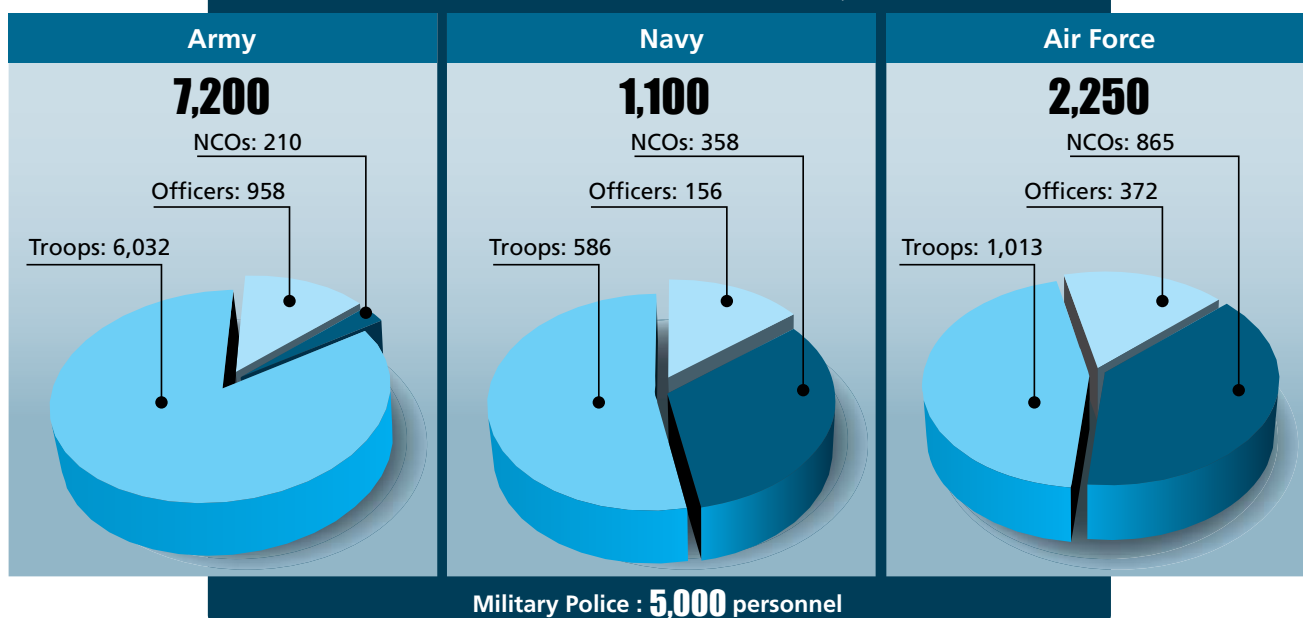 Army
7,200
NCOs: 210
Officers: 958
Troops: 6,032
Navy
1,100
NCOs: 358
Officers: 156
Troops: 586
Air Force
2,250
NCOs: 865
Officers: 372
Troops: 1,013
Military Police : 5,000 personnel